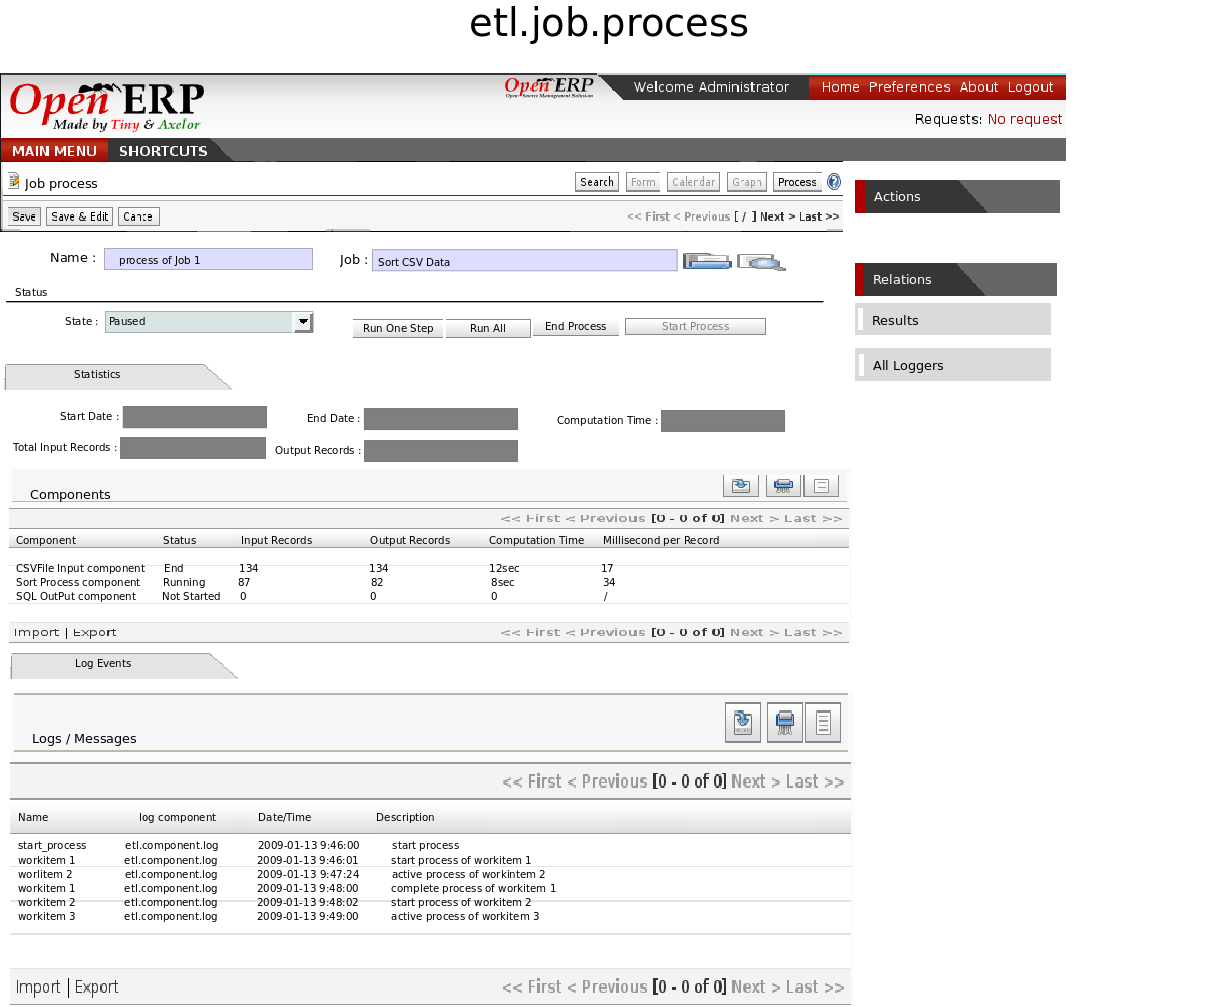 etl.job.process
Open ERP
Made by Tiny & Axelor
Open ERP
Open Source Management Solution
Welcome Administrator
Home Preferences About Logout
Requests: No request
MAIN MENU SHORTCUTS
Job process
Search Form Calendar Graph Process ?
Actions
Save Save & Edit Cance
<< First < Previous [ / ] Next > Last >>
Name : process of Job 1 Job : Sort CSV Data
Relations
Status
Results
State : Paused Run One Step Run All End Process Start Process
All Loggers
Statistics
Start Date : End Date : Computation Time :
Total Input Records : Output Records :
Components
<< First < Previous [0 - 0 of 0] Next > Last >>
Component Status Input Records Output Records Computation Time Millisecond per Record
CSVFile Input component End 134 134 12sec 17
Sort Process component Running 87 82 8sec 34
SQL OutPut component Not Started 0 0 0 /
Import | Export << First < Previous [0 - 0 of 0] Next > Last >>
Log Events
Logs / Messages
<< First < Previous [0 - 0 of 0] Next > Last >>
Name log component Date/Time Description
start_process etl.component.log 2009-01-13 9:46:00 start process
workitem 1 etl.component.log 2009-01-13 9:46:01 start process of workitem 1
worlitem 2 etl.component.log 2009-01-13 9:47:24 active process of workintem 2
workitem 1 etl.component.log 2009-01-13 9:48:00 complete process of workitem 1
workitem 2 etl.component.log 2009-01-13 9:48:02 start process of workitem 2
workitem 3 etl.component.log 2009-01-13 9:49:00 active process of workitem 3
Import | Export << First < Previous [0 - 0 of 0] Next > Last >>